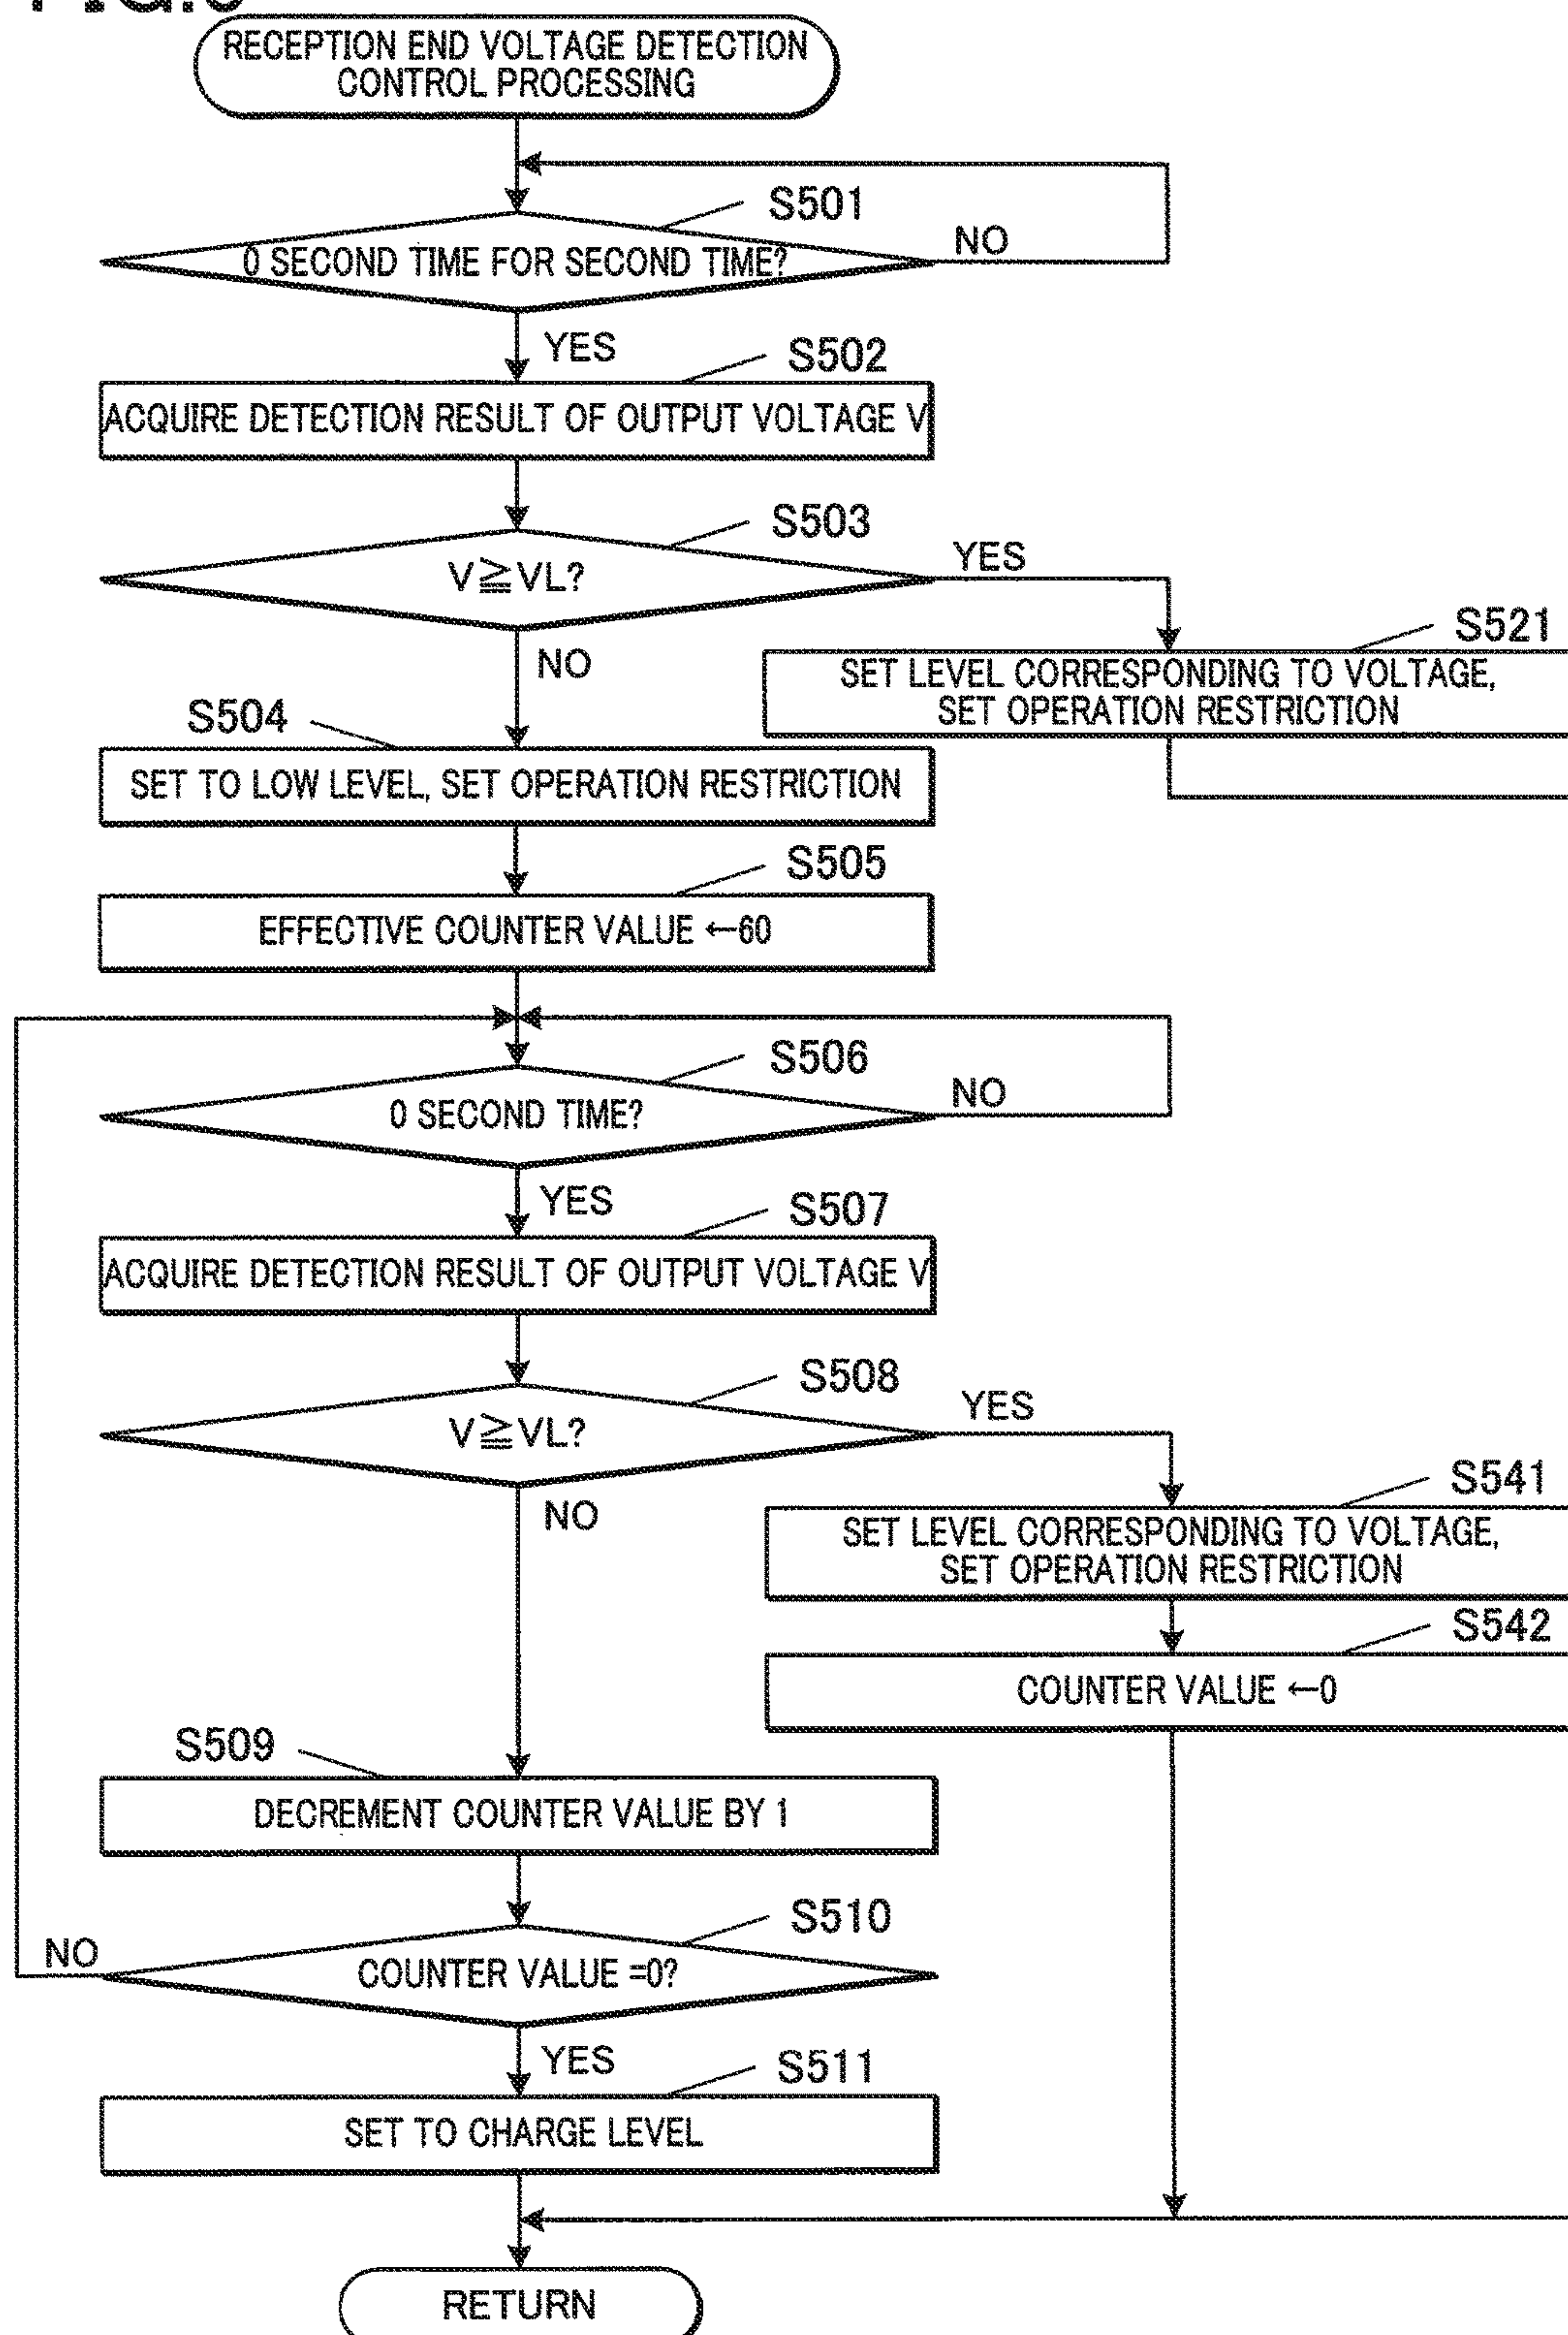 RECEPTION END VOLTAGE DETECTION
CONTROL PROCESSING
S501
0 SECOND TIME FOR SECOND TIME?
NO
YES
S502
ACQUIRE DETECTION RESULT OF OUTPUT VOLTAGE V
S503
V≧VL?
YES
NO
S521
SET LEVEL CORRESPONDING TO VOLTAGE,
SET OPERATION RESTRICTION
S504
SET TO LOW LEVEL, SET OPERATION RESTRICTION
S505
EFFECTIVE COUNTER VALUE ←60
S506
0 SECOND TIME?
NO
YES
S507
ACQUIRE DETECTION RESULT OF OUTPUT VOLTAGE V
S508
V≧VL?
YES
NO
S541
SET LEVEL CORRESPONDING TO VOLTAGE,
SET OPERATION RESTRICTION
S542
COUNTER VALUE ←0
S509
DECREMENT COUNTER VALUE BY 1
S510
COUNTER VALUE =0?
NO
YES
S511
SET TO CHARGE LEVEL
RETURN